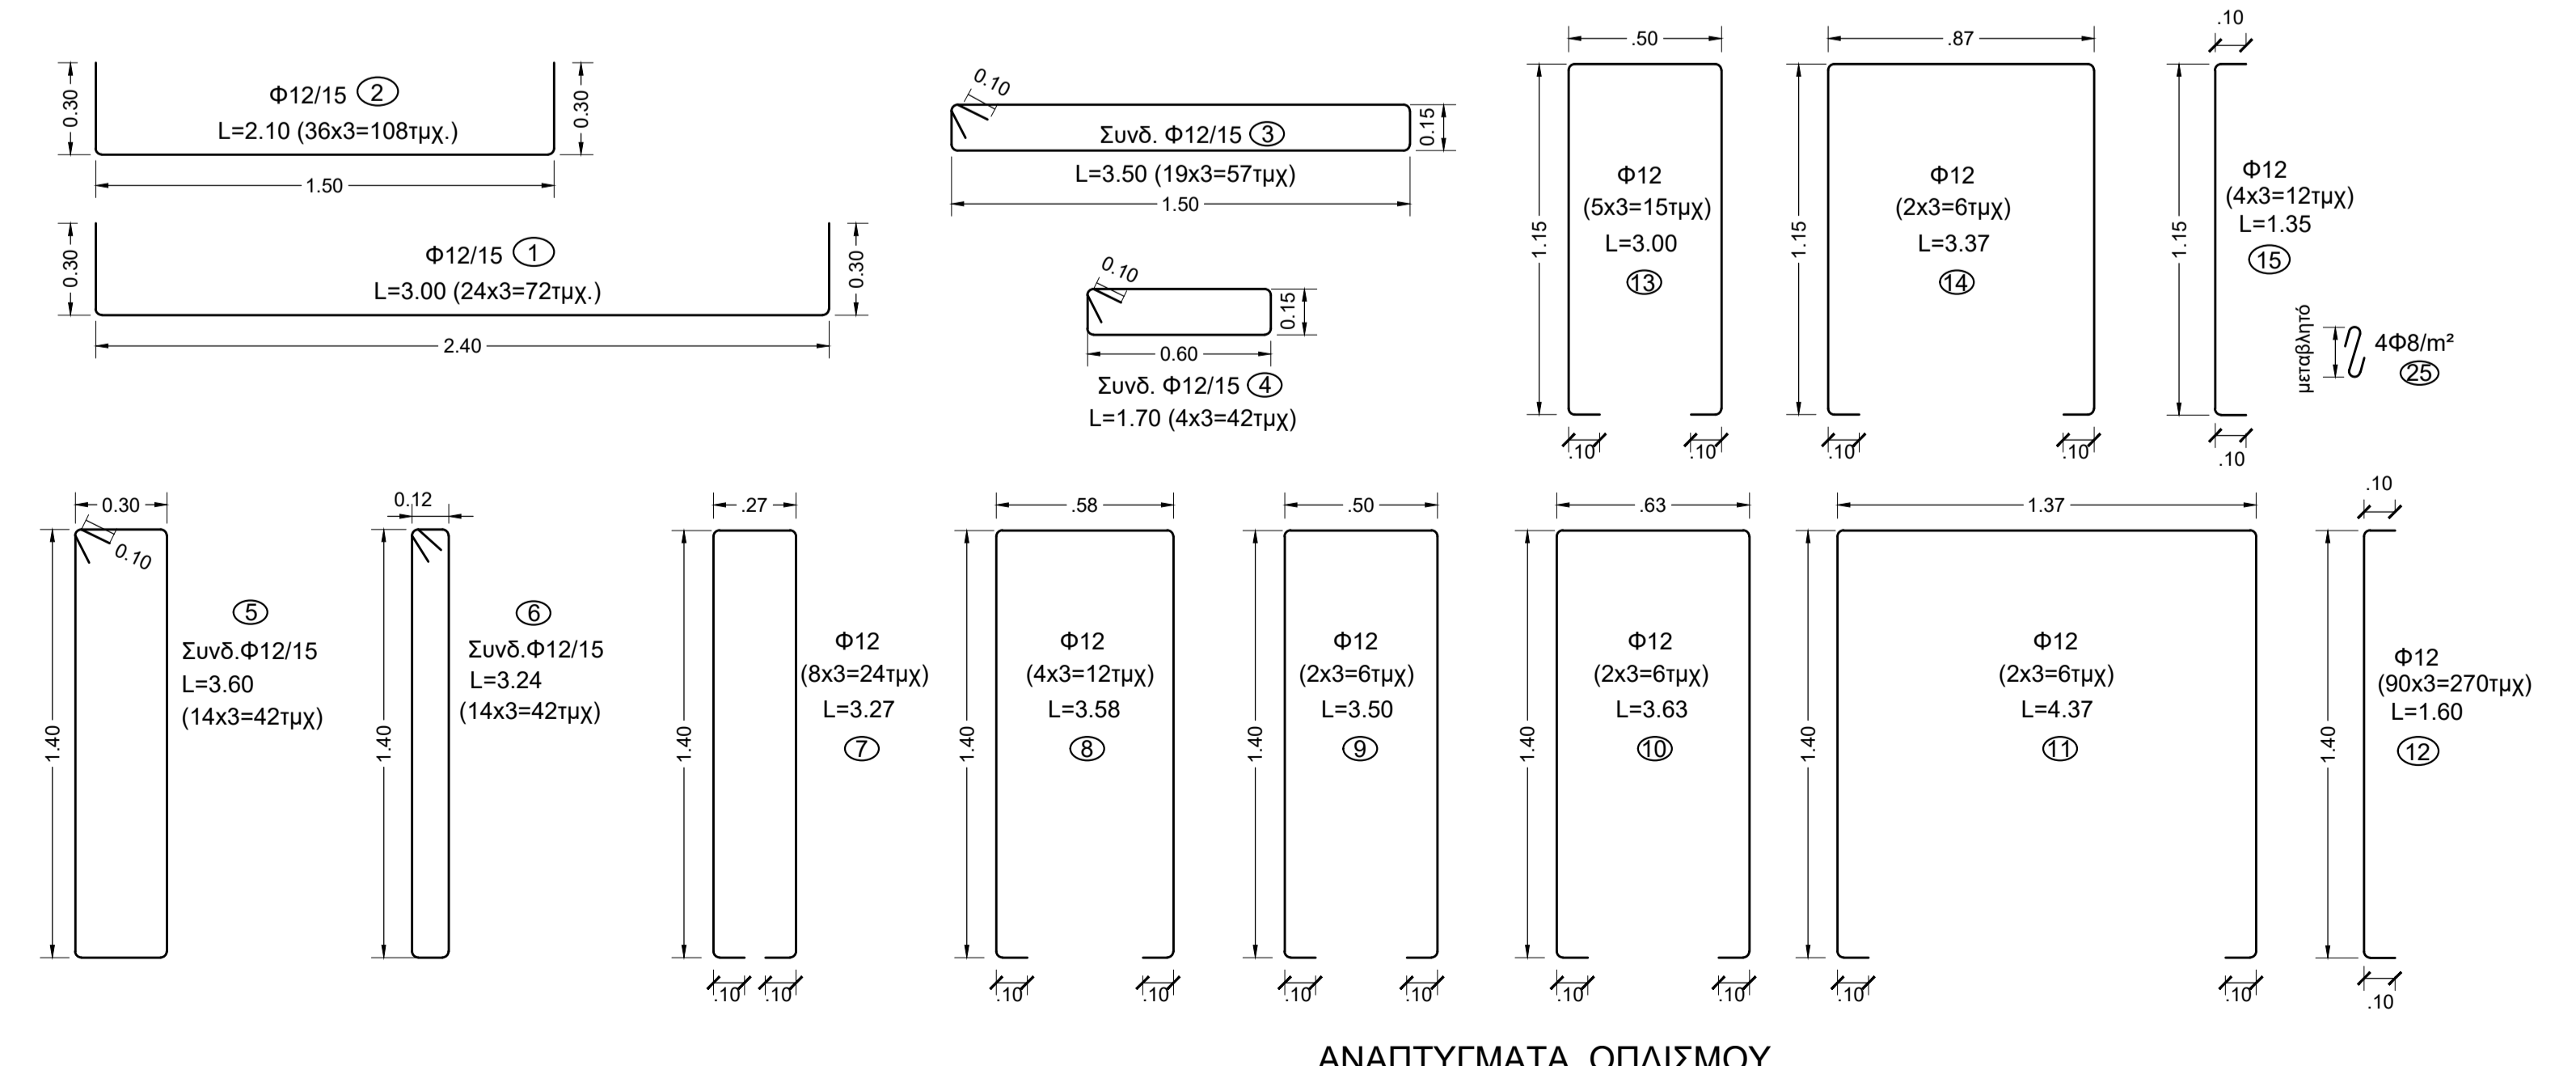 0.30
Φ12/15 2
L=2.10 (36x3=108τμχ.)
0.30
1.50
0.30
Φ12/15 1
L=3.00 (24x3=72τμχ.)
0.30
2.40
0.10
Συνδ. Φ12/15 3
0.15
L=3.50 (19x3=57τμχ)
1.50
0.10
0.15
0.60
Συνδ. Φ12/15 4
L=1.70 (4x3=42τμχ)
.50
1.15
Φ12
(5x3=15τμχ)
L=3.00
13
.10
.10
.87
1.15
Φ12
(2x3=6τμχ)
L=3.37
14
.10
.10
.10
1.15
Φ12
(4x3=12τμχ)
L=1.35
15
.10
μεταβλητό
4Φ8/m²
25
0.30
0.10
1.40
5
Συνδ.Φ12/15
L=3.60
(14x3=42τμχ)
0.12
1.40
6
Συνδ.Φ12/15
L=3.24
(14x3=42τμχ)
.27
1.40
Φ12
(8x3=24τμχ)
L=3.27
7
.10
.10
.58
1.40
Φ12
(4x3=12τμχ)
L=3.58
8
.10
.10
.50
1.40
Φ12
(2x3=6τμχ)
L=3.50
9
.10
.10
.63
1.40
Φ12
(2x3=6τμχ)
L=3.63
10
.10
.10
1.37
1.40
Φ12
(2x3=6τμχ)
L=4.37
11
.10
.10
.10
1.40
Φ12
(90x3=270τμχ)
L=1.60
12
.10
ΑΝΑΠΤΥΓΜΑΤΑ ΟΠΛΙΣΜΟΥ